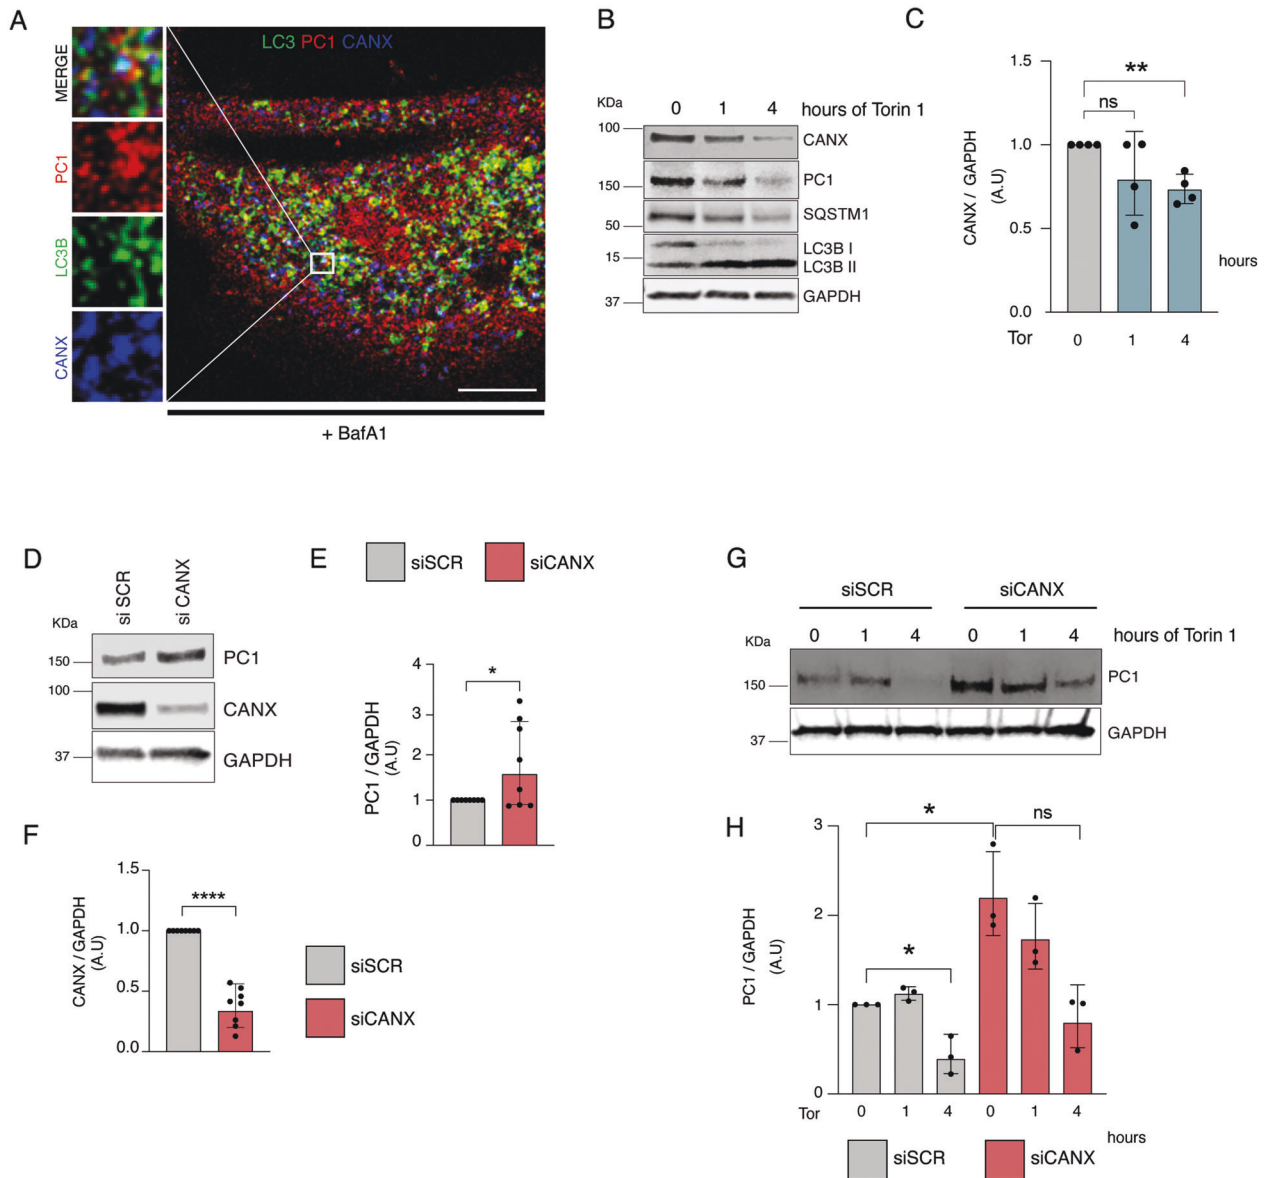 A
MERGE
PC1
LC3B
CANX
LC3 PC1 CANX
+ BafA1
B
KDa
0 1 4 hours of Torin 1
100
CANX
150
PC1
SQSTM1
50
LC3B I
15
LC3B II
37
GAPDH
C
CANX / GAPDH
(A.U)
1.5
1.0
0.5
0.0
**
ns
hours
Tor 0 1 4
D
si SCR
si CANX
KDa
150
PC1
100
CANX
37
GAPDH
E
siSCR siCANX
PC1 / GAPDH
(A.U)
4
3
2
1
0
*
F
CANX / GAPDH
(A.U)
1.5
1.0
0.5
0.0
****
siSCR
siCANX
G
siSCR siCANX
KDa
0 1 4 0 1 4 hours of Torin 1
150
PC1
37
GAPDH
H
PC1 / GAPDH
(A.U)
3
2
1
0
*
ns
*
Tor 0 1 4 0 1 4
hours
siSCR siCANX